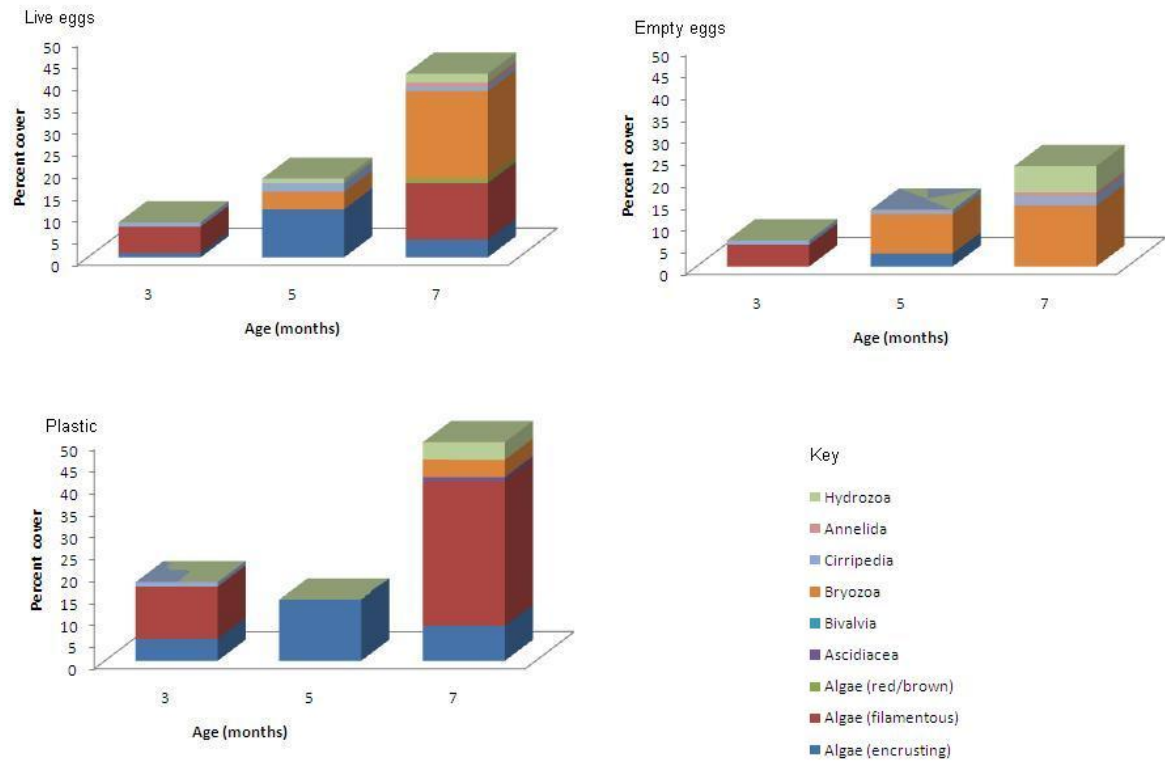 Live eggs
Percent cover
50
45
40
35
30
25
20
15
10
5
0
3 5 7
Age (months)
Empty eggs
Percent cover
50
45
40
35
30
25
20
15
10
5
0
3 5 7
Age (months)
Plastic
Percent cover
50
45
40
35
30
25
20
15
10
5
0
3 5 7
Age (months)
Key
Hydrozoa
Annelida
Cirripedia
Bryozoa
Bivalvia
Ascidiacea
Algae (red/brown)
Algae (filamentous)
Algae (encrusting)